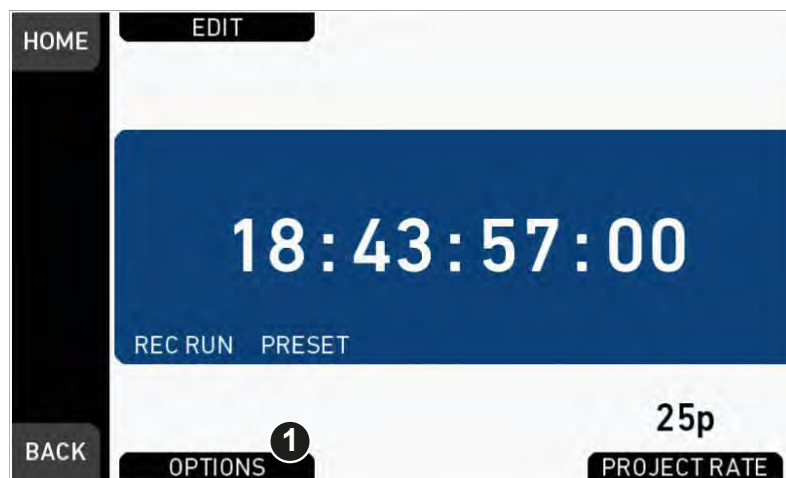 HOME
EDIT
18:43:57:00
REC RUN PRESET
25p
BACK
OPTIONS
1
PROJECT RATE